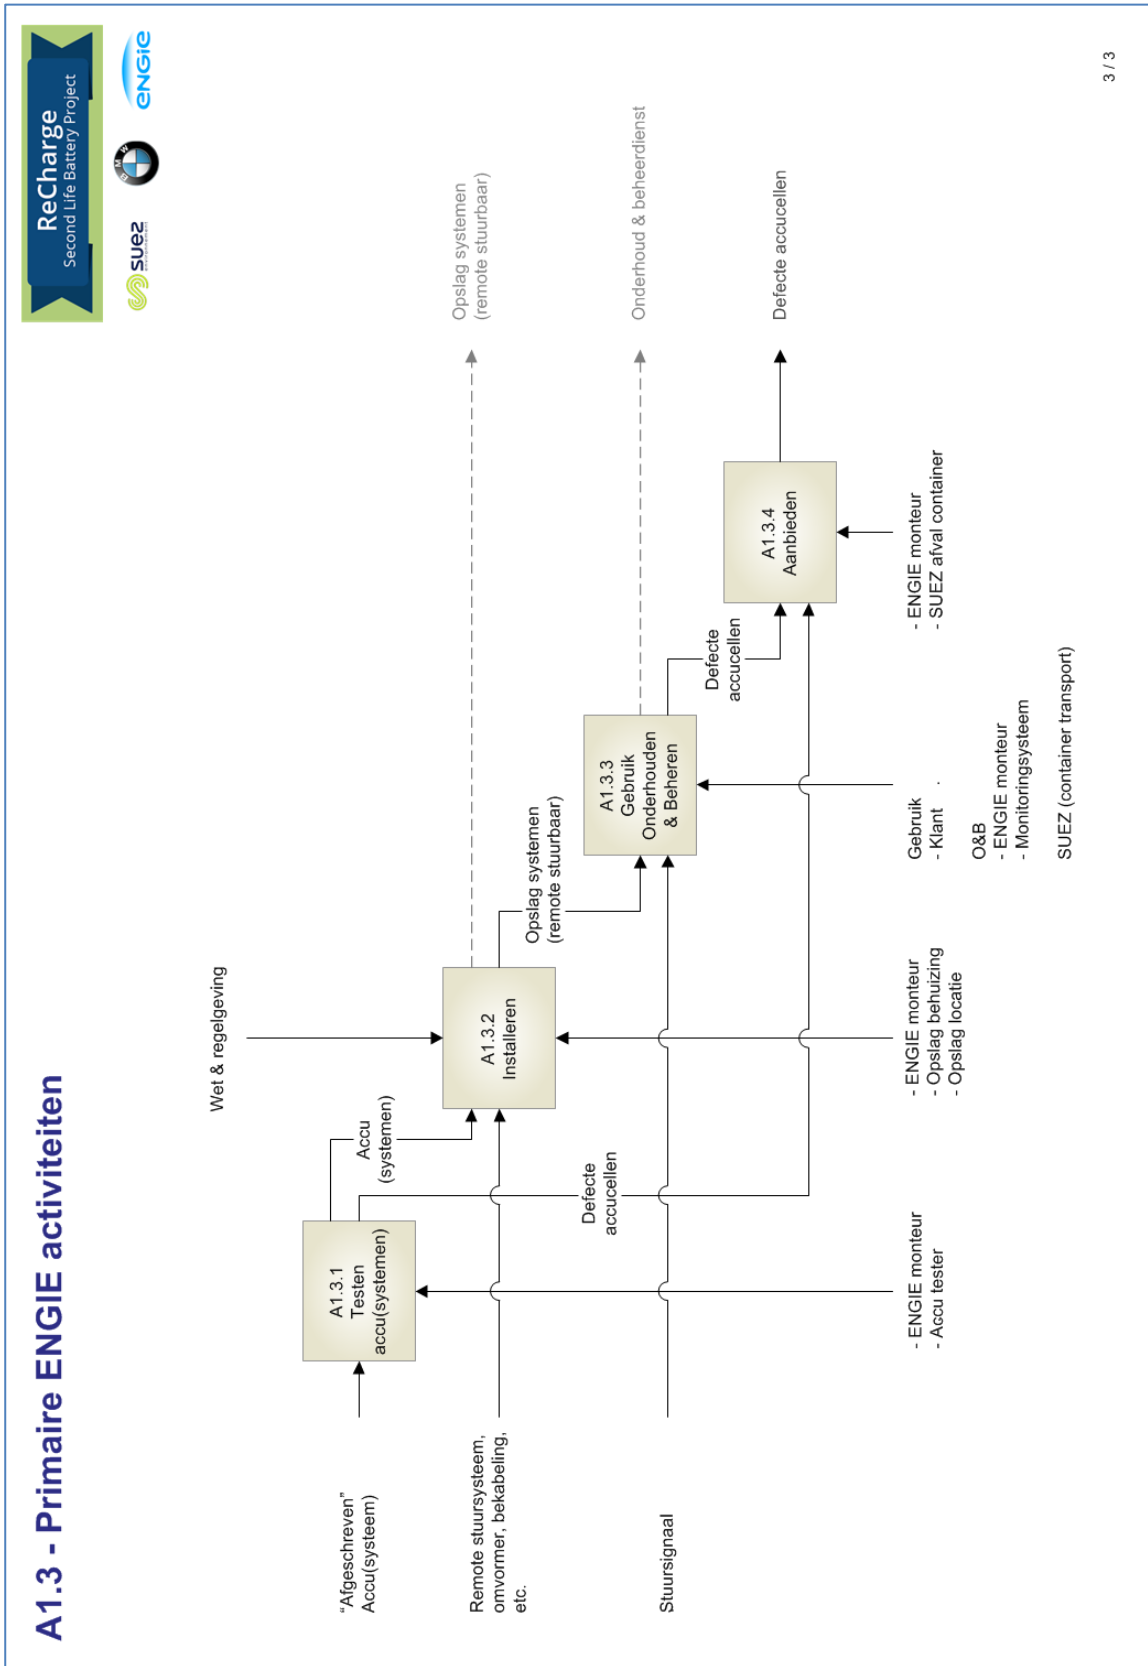 A1.3 - Primaire ENGIE activiteiten
ReCharge
Second Life Battery Project
suez
environnement
BMW
ENGIE
Wet & regelgeving
"Afgeschreven”
Accu(systeem)
A1.3.1
Testen
accu(systemen)
Accu
(systemen)
Remote stuursysteem,
omvormer, bekabeling,
etc.
A1.3.2
Installeren
Opslag systemen
(remote stuurbaar)
Defecte
accucellen
Opslag systemen
(remote stuurbaar)
Stuursignaal
A1.3.3
Gebruik
Onderhouden
& Beheren
Onderhoud & beheerdienst
Defecte
accucellen
A1.3.4
Aanbieden
Defecte accucellen
- ENGIE monteur
- Accu tester
- ENGIE monteur
- Opslag behuizing
- Opslag locatie
Gebruik
- Klant .
O&B
- ENGIE monteur
- Monitoringsysteem
SUEZ (container transport)
- ENGIE monteur
- SUEZ afval container
3 / 3